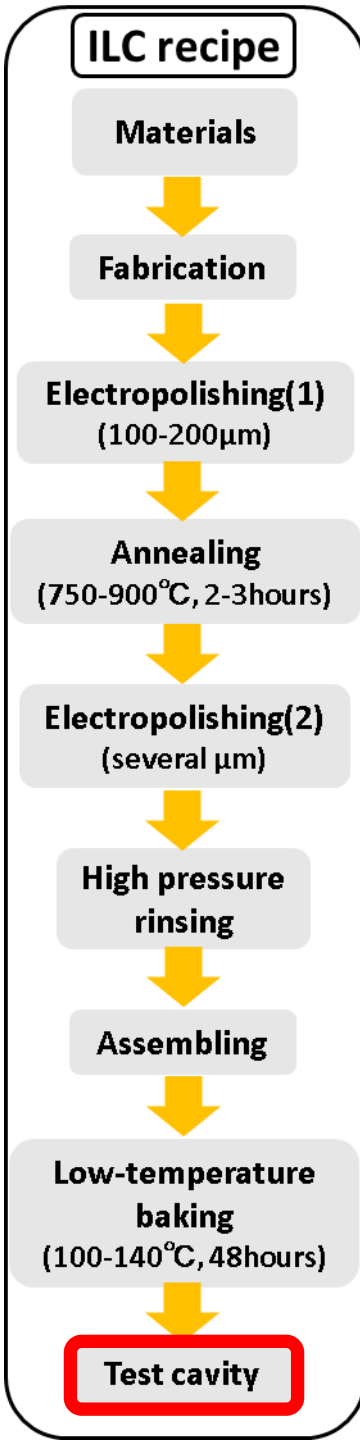 ILC recipe
Materials
Fabrication
Electropolishing(1)
(100-200μm)
Annealing
(750-900℃, 2-3hours)
Electropolishing(2)
(several μm)
High pressure
rinsing
Assembling
Low-temperature
baking
(100-140℃, 48hours)
Test cavity